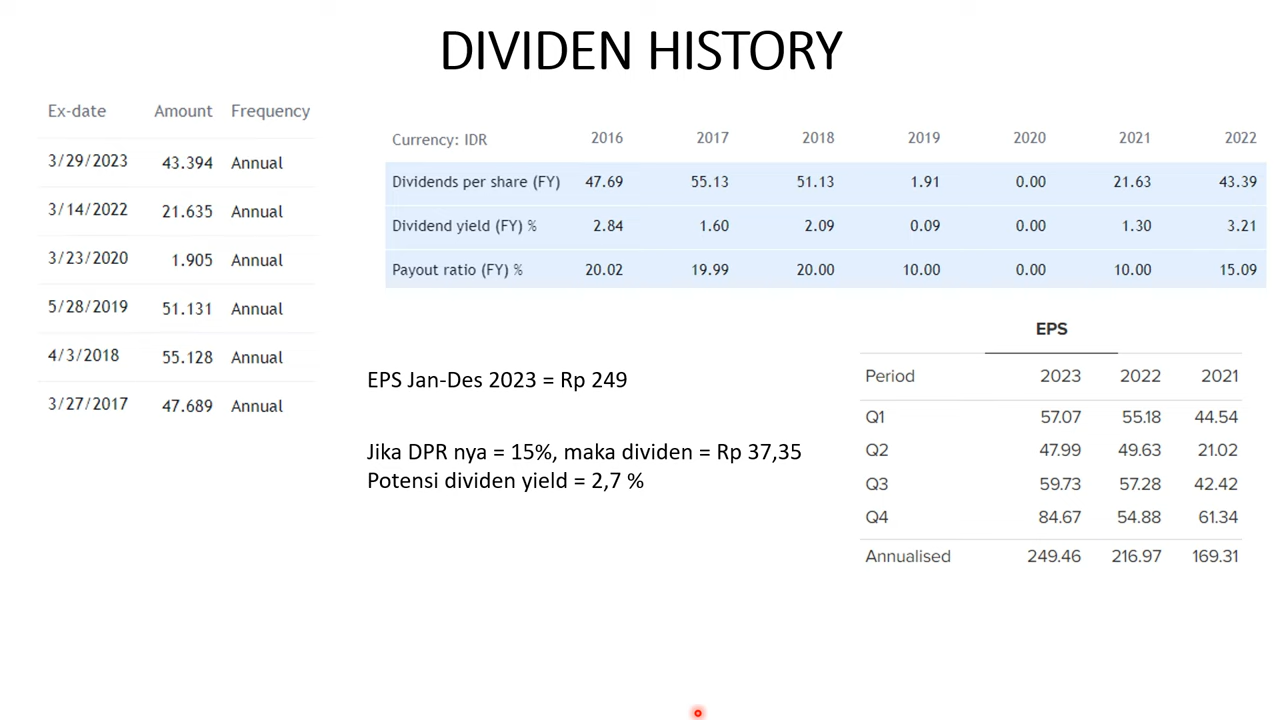 DIVIDEN HISTORY
Ex-date Amount Frequency
3/29/2023 43.394 Annual
3/14/2022 21.635 Annual
3/23/2020 1.905 Annual
5/28/2019 51.131 Annual
4/3/2018 55.128 Annual
3/27/2017 47.689 Annual
Currency: IDR 2016 2017 2018 2019 2020 2021 2022
Dividends per share (FY) 47.69 55.13 51.13 1.91 0.00 21.63 43.39
Dividend yield (FY) % 2.84 1.60 2.09 0.09 0.00 1.30 3.21
Payout ratio (FY) % 20.02 19.99 20.00 10.00 0.00 10.00 15.09
EPS Jan-Des 2023 = Rp 249
Jika DPR nya = 15%, maka dividen = Rp 37,35
Potensi dividen yield = 2,7 %
EPS
Period 2023 2022 2021
Q1 57.07 55.18 44.54
Q2 47.99 49.63 21.02
Q3 59.73 57.28 42.42
Q4 84.67 54.88 61.34
Annualised 249.46 216.97 169.31